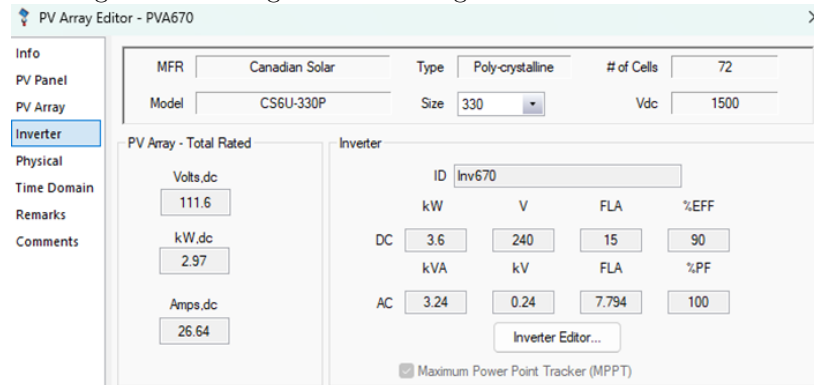 PV Array Editor - PVA670
Info
PV Panel
PV Array
Inverter
Physical
Time Domain
Remarks
Comments
MFR Canadian Solar Type Poly-crystalline # of Cells 72
Model CS6U-330P Size 330 Vdc 1500
PV Array - Total Rated
Volts,dc
111.6
kW,dc
2.97
Amps,dc
26.64
Inverter
ID Inv670
kW V FLA %EFF
DC 3.6 240 15 90
kVA kV FLA %PF
AC 3.24 0.24 7.794 100
Inverter Editor...
Maximum Power Point Tracker (MPPT)